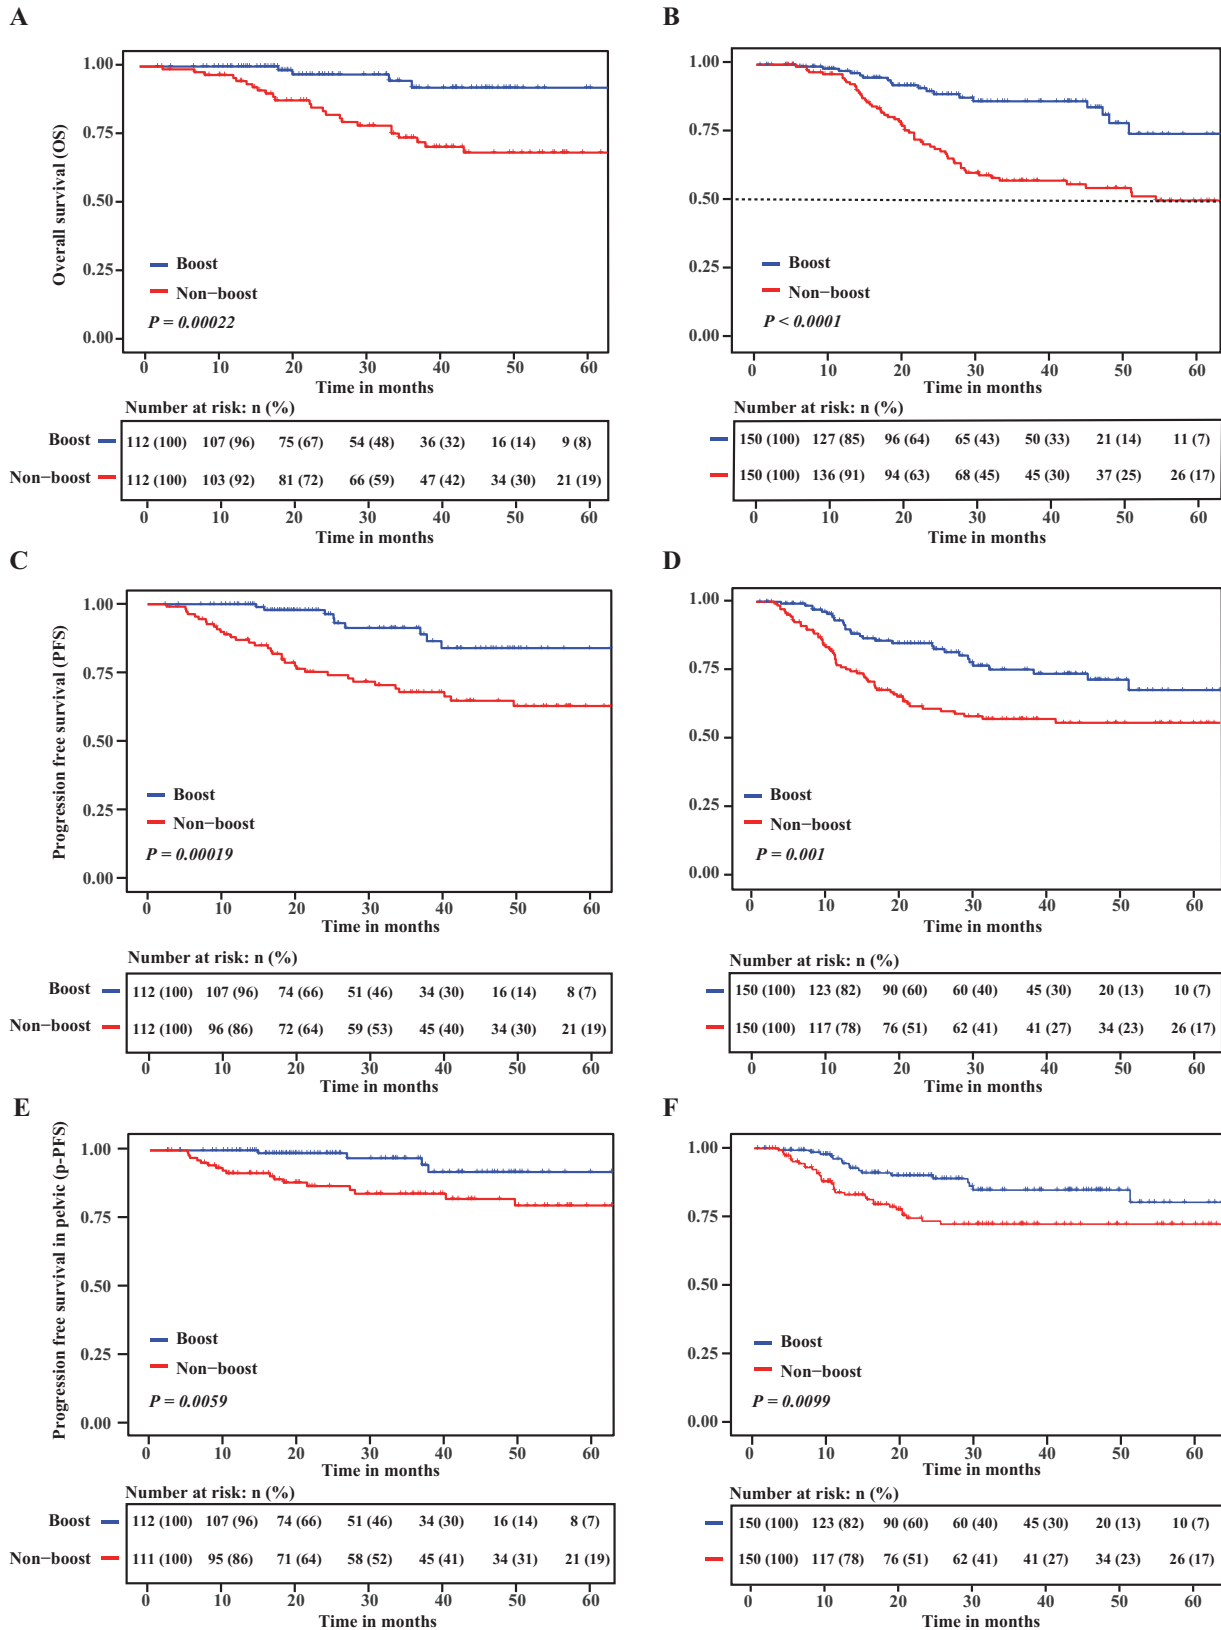 A
1.00
0.75
0.50
0.25
0.00
Overall survival (OS)
Boost
Non−boost
P = 0.00022
0 10 20 30 40 50 60
Time in months
Number at risk: n (%)
Boost 112 (100) 107 (96) 75 (67) 54 (48) 36 (32) 16 (14) 9 (8)
Non−boost 112 (100) 103 (92) 81 (72) 66 (59) 47 (42) 34 (30) 21 (19)
0 10 20 30 40 50 60
Time in months
B
1.00
0.75
0.50
0.25
0.00
Boost
Non−boost
P < 0.0001
0 10 20 30 40 50 60
Time in months
Number at risk: n (%)
150 (100) 127 (85) 96 (64) 65 (43) 50 (33) 21 (14) 11 (7)
150 (100) 136 (91) 94 (63) 68 (45) 45 (30) 37 (25) 26 (17)
0 10 20 30 40 50 60
Time in months
C
1.00
0.75
0.50
0.25
0.00
Progression free survival (PFS)
Boost
Non−boost
P = 0.00019
0 10 20 30 40 50 60
Time in months
Number at risk: n (%)
Boost 112 (100) 107 (96) 74 (66) 51 (46) 34 (30) 16 (14) 8 (7)
Non−boost 112 (100) 96 (86) 72 (64) 59 (53) 45 (40) 34 (30) 21 (19)
0 10 20 30 40 50 60
Time in months
D
1.00
0.75
0.50
0.25
0.00
Boost
Non−boost
P = 0.001
0 10 20 30 40 50 60
Time in months
Number at risk: n (%)
150 (100) 123 (82) 90 (60) 60 (40) 45 (30) 20 (13) 10 (7)
150 (100) 117 (78) 76 (51) 62 (41) 41 (27) 34 (23) 26 (17)
0 10 20 30 40 50 60
Time in months
E
1.00
0.75
0.50
0.25
0.00
Progression free survival in pelvic (p-PFS)
Boost
Non−boost
P = 0.0059
0 10 20 30 40 50 60
Time in months
Number at risk: n (%)
Boost 112 (100) 107 (96) 74 (66) 51 (46) 34 (30) 16 (14) 8 (7)
Non−boost 111 (100) 95 (86) 71 (64) 58 (52) 45 (41) 34 (31) 21 (19)
0 10 20 30 40 50 60
Time in months
F
1.00
0.75
0.50
0.25
0.00
Boost
Non−boost
P = 0.0099
0 10 20 30 40 50 60
Time in months
Number at risk: n (%)
150 (100) 123 (82) 90 (60) 60 (40) 45 (30) 20 (13) 10 (7)
150 (100) 117 (78) 76 (51) 62 (41) 41 (27) 34 (23) 26 (17)
0 10 20 30 40 50 60
Time in months